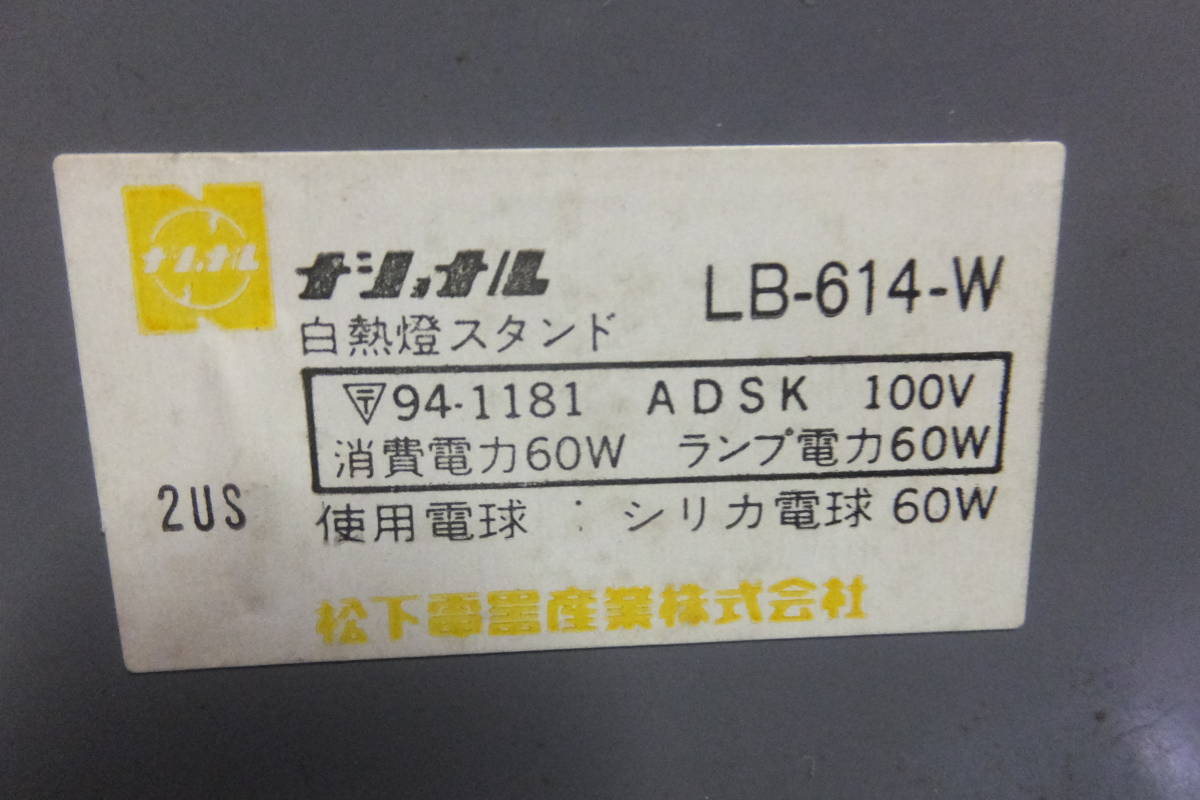 ナショナル
ナショナル LB-614-W
白熱燈スタンド
〒94-1181 ADSK 100V
消費電力60W ランプ電力60W
2US
使用電球：シリカ電球 60W
松下電器産業株式会社